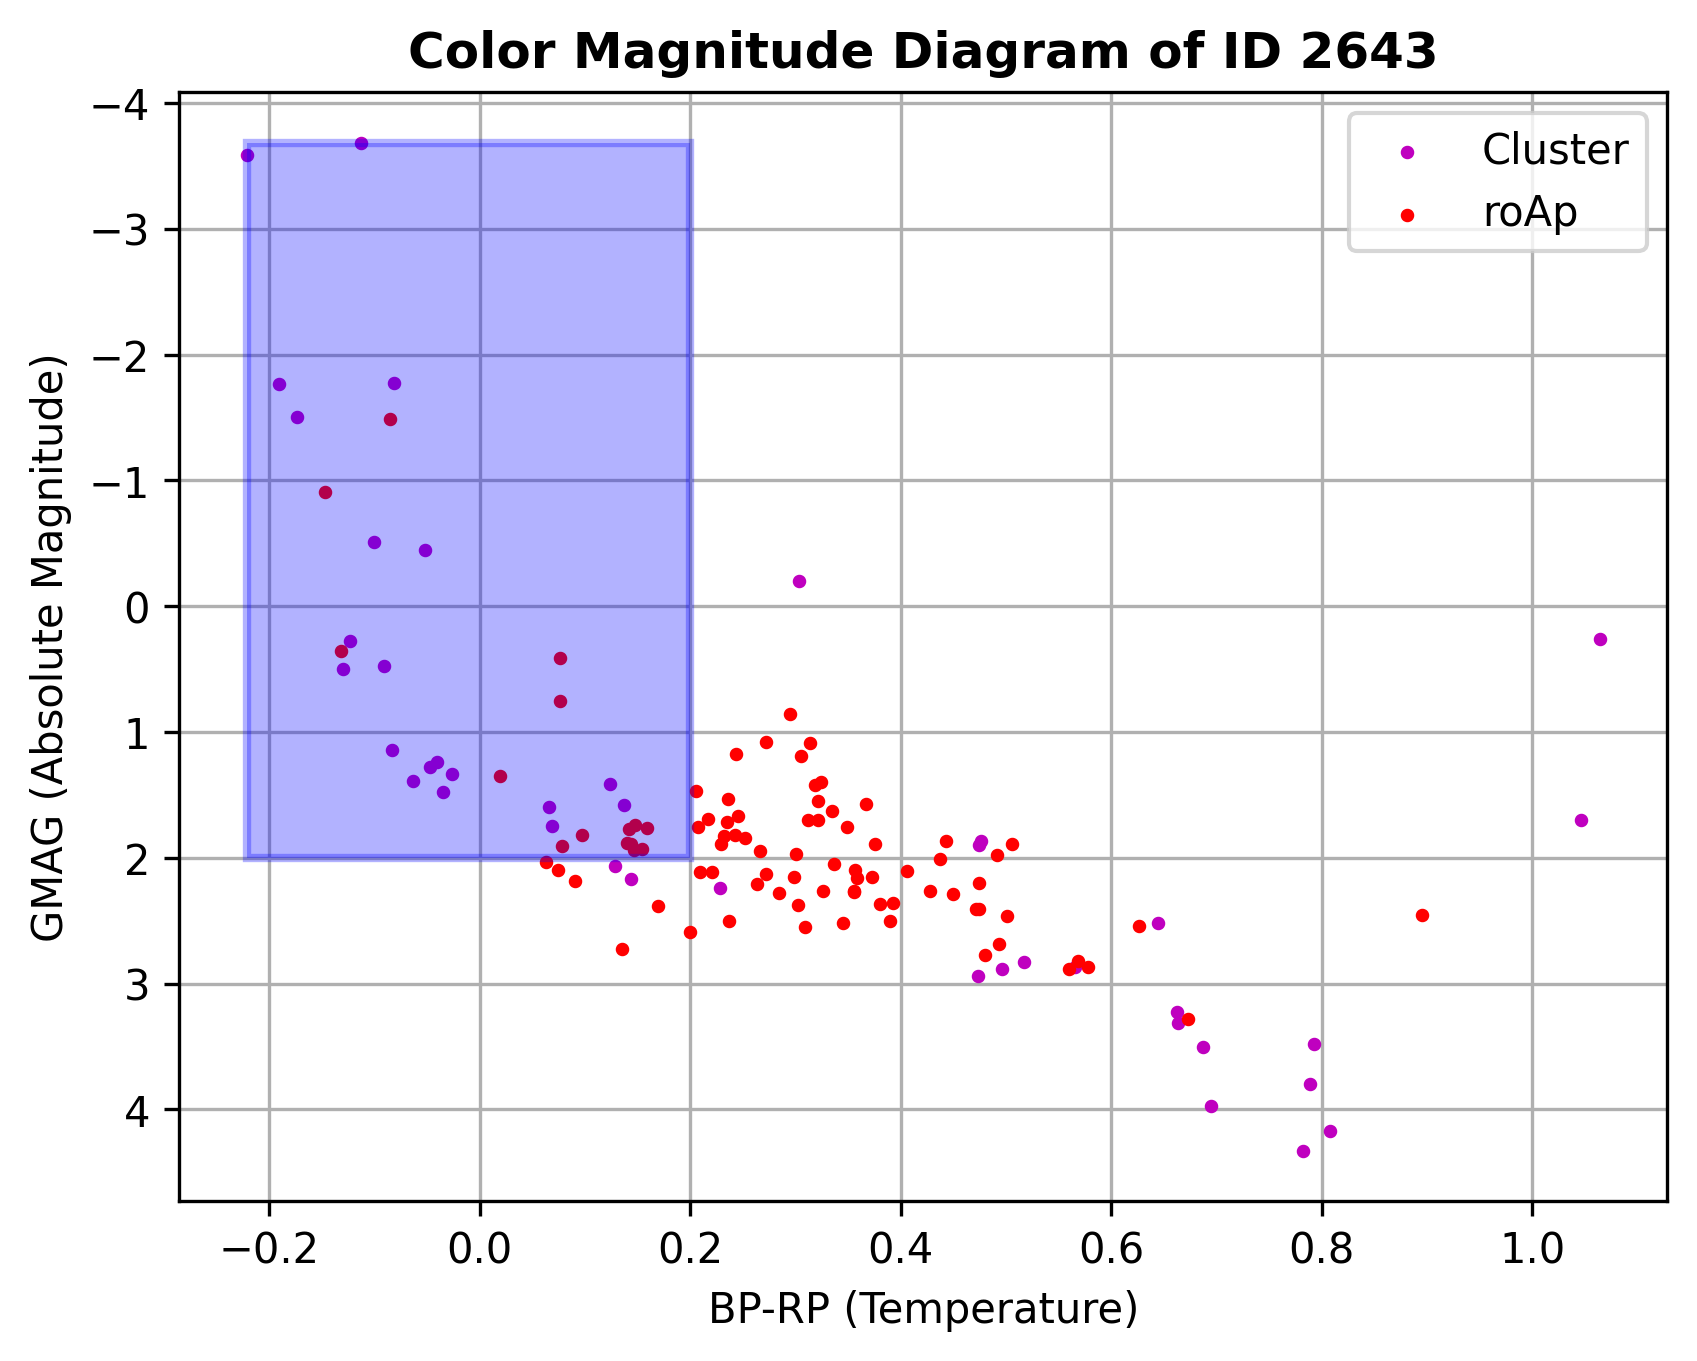 Color Magnitude Diagram of ID 2643
Cluster
roAp
GMAG (Absolute Magnitude)
−4
−3
−2
−1
0
1
2
3
4
−0.2 0.0 0.2 0.4 0.6 0.8 1.0
BP-RP (Temperature)